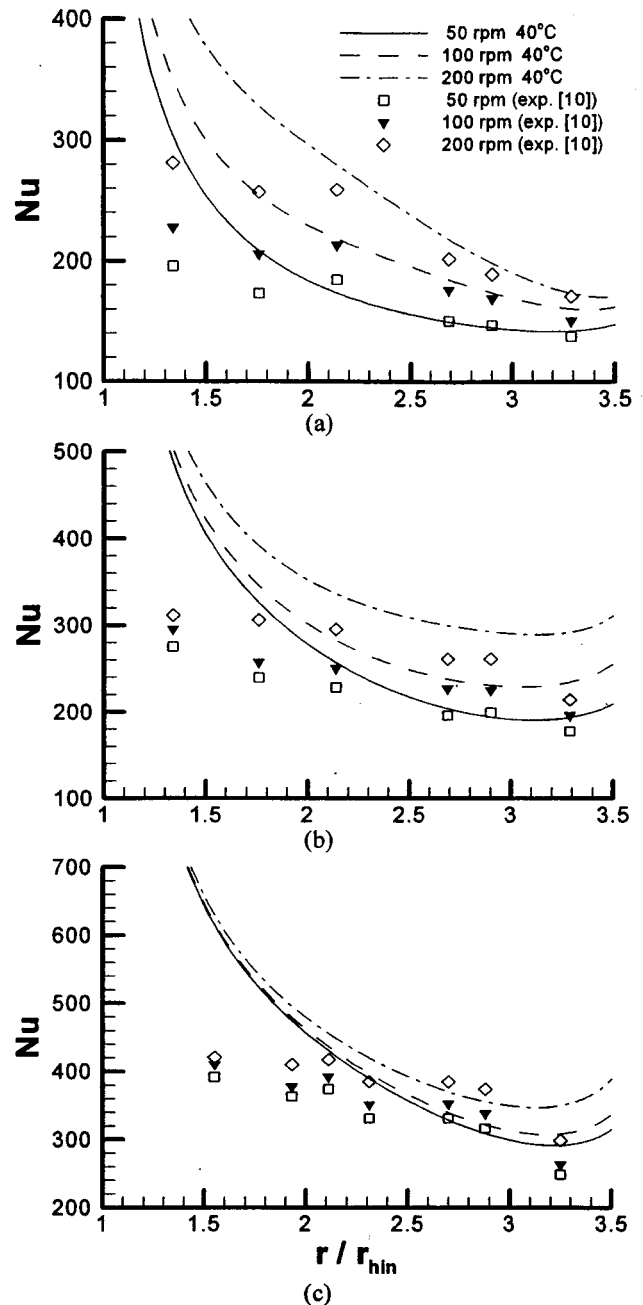 400
300
200
100
Nu
50 rpm 40°C
100 rpm 40°C
200 rpm 40°C
50 rpm (exp. [10])
100 rpm (exp. [10])
200 rpm (exp. [10])
1 1.5 2 2.5 3 3.5
(a)
500
400
300
200
100
Nu
1 1.5 2 2.5 3 3.5
(b)
700
600
500
400
300
200
Nu
1 1.5 2 2.5 3 3.5
r / r_hin
(c)